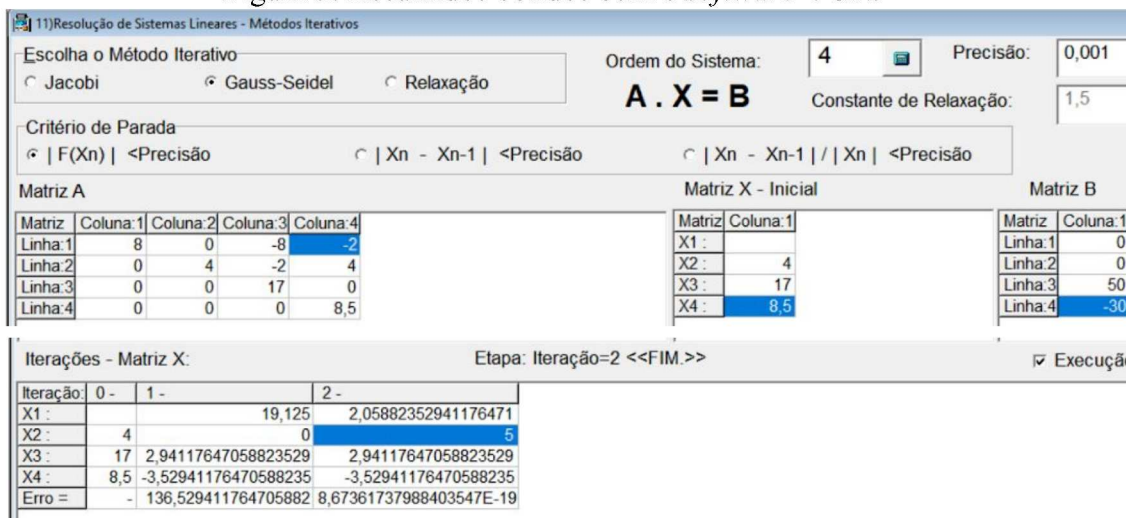 11)Resolução de Sistemas Lineares - Métodos Iterativos
Escolha o Método Iterativo
Jacobi Gauss-Seidel Relaxação
Ordem do Sistema: 4 Precisão: 0,001
A . X = B Constante de Relaxação: 1,5
Critério de Parada
| F(Xn) | <Precisão | Xn - Xn-1 | <Precisão | Xn - Xn-1 | / | Xn | <Precisão
Matriz A
Matriz Coluna:1 Coluna:2 Coluna:3 Coluna:4
Linha:1 8 0 -8 -2
Linha:2 0 4 -2 4
Linha:3 0 0 17 0
Linha:4 0 0 0 8,5
Matriz X - Inicial
Matriz Coluna:1
X1 :
X2 : 4
X3 : 17
X4 : 8,5
Matriz B
Matriz Coluna:1
Linha:1 0
Linha:2 0
Linha:3 50
Linha:4 -30
Iterações - Matriz X: Etapa: Iteração=2 <<FIM.>> Execuçã
Iteração: 0 - 1 - 2 -
X1 : 19,125 2,05882352941176471
X2 : 4 0 5
X3 : 17 2,94117647058823529 2,94117647058823529
X4 : 8,5 -3,52941176470588235 -3,52941176470588235
Erro = - 136,529411764705882 8,67361737988403547E-19